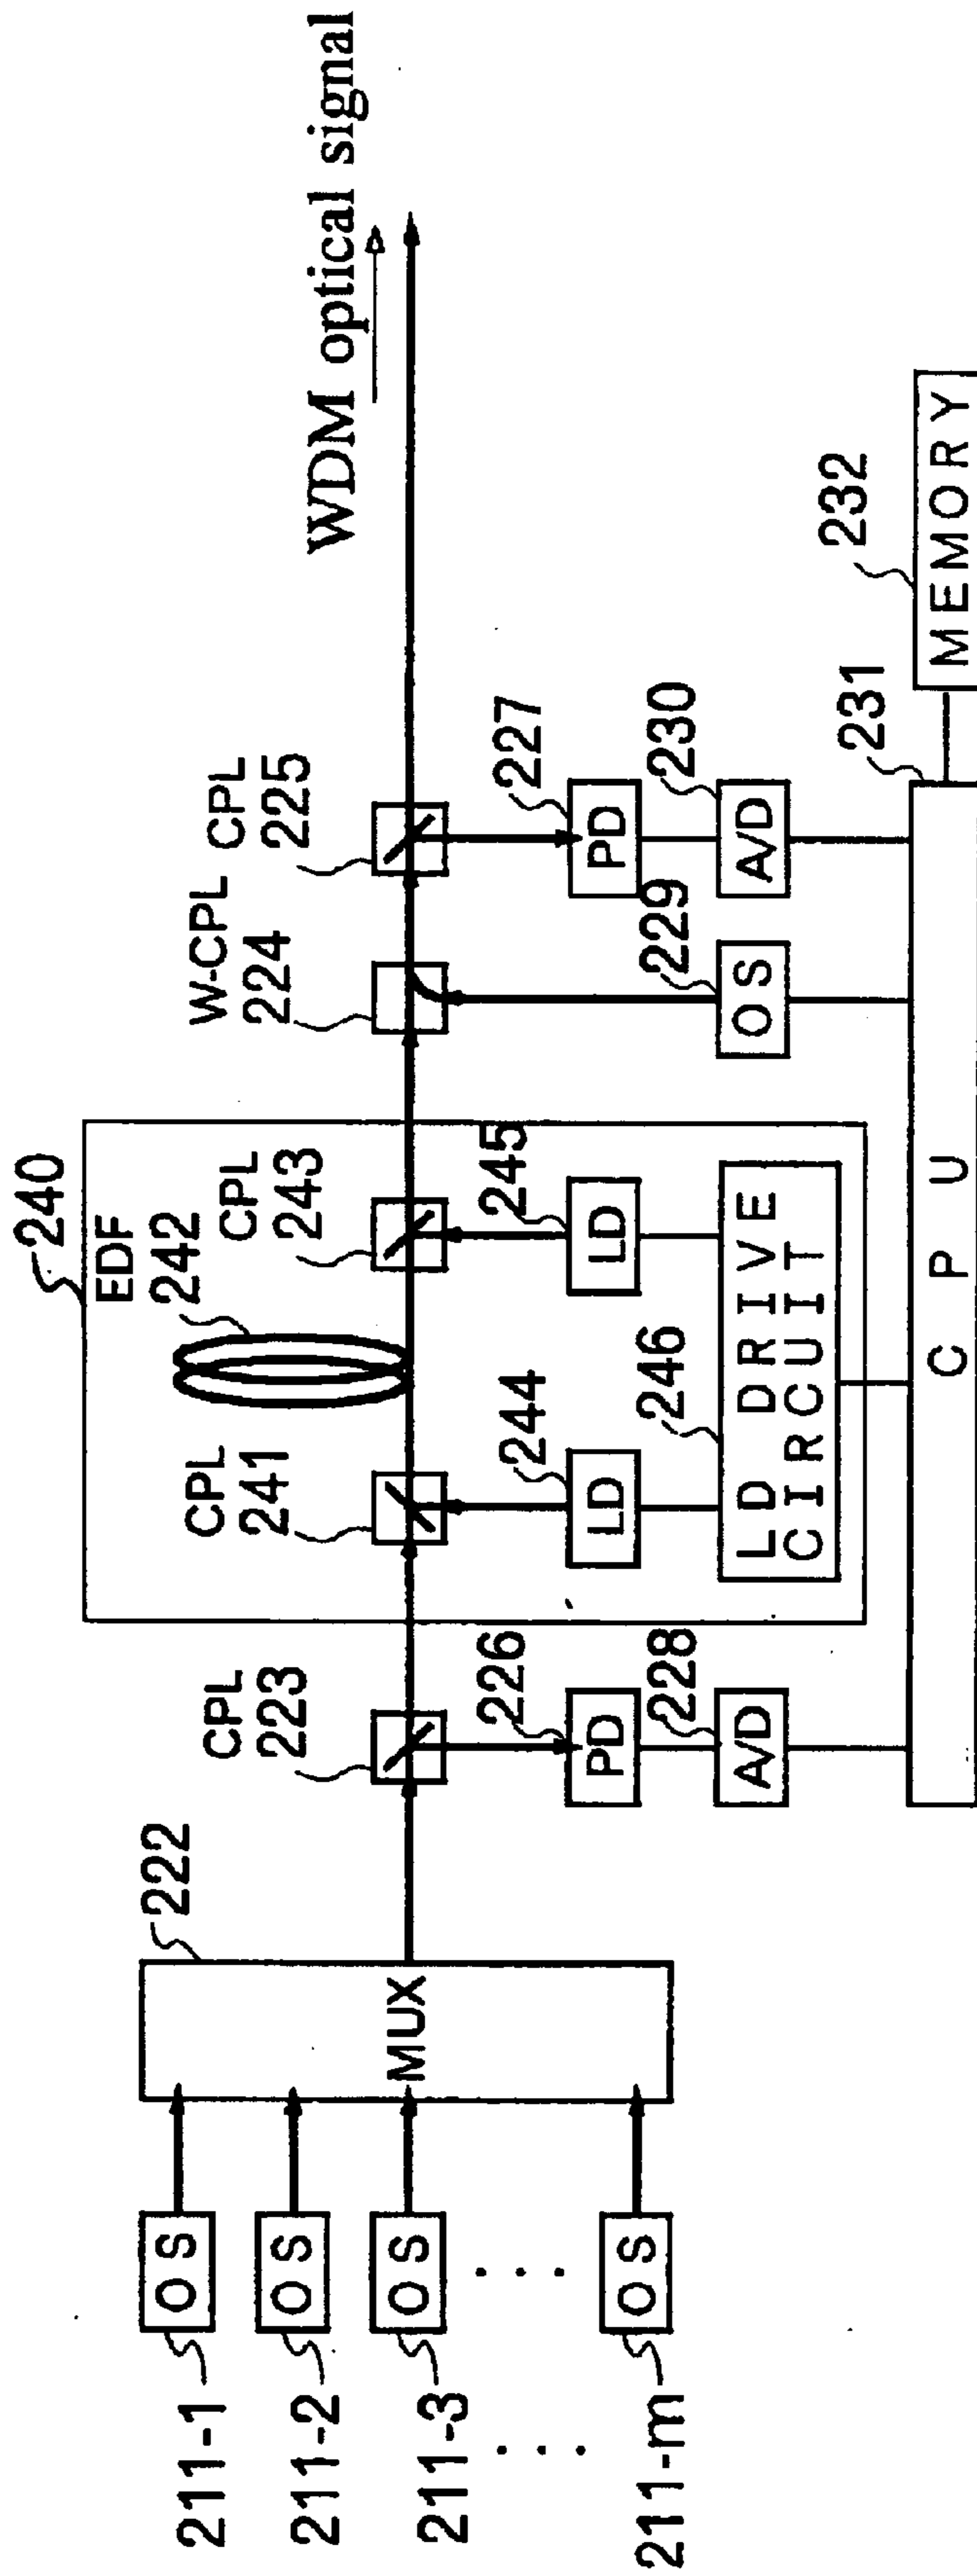 WDM optical signal
240
EDF
242
CPL
241
CPL
243
CPL
223
W-CPL
224
CPL
225
222
MUX
OS
OS
OS
. . .
OS
211-1
211-2
211-3
. . .
211-m
226
PD
228
A/D
244
LD
245
LD
246
LD DRIVE
CIRCUIT
229
OS
227
PD
230
A/D
231
CPU
232
MEMORY